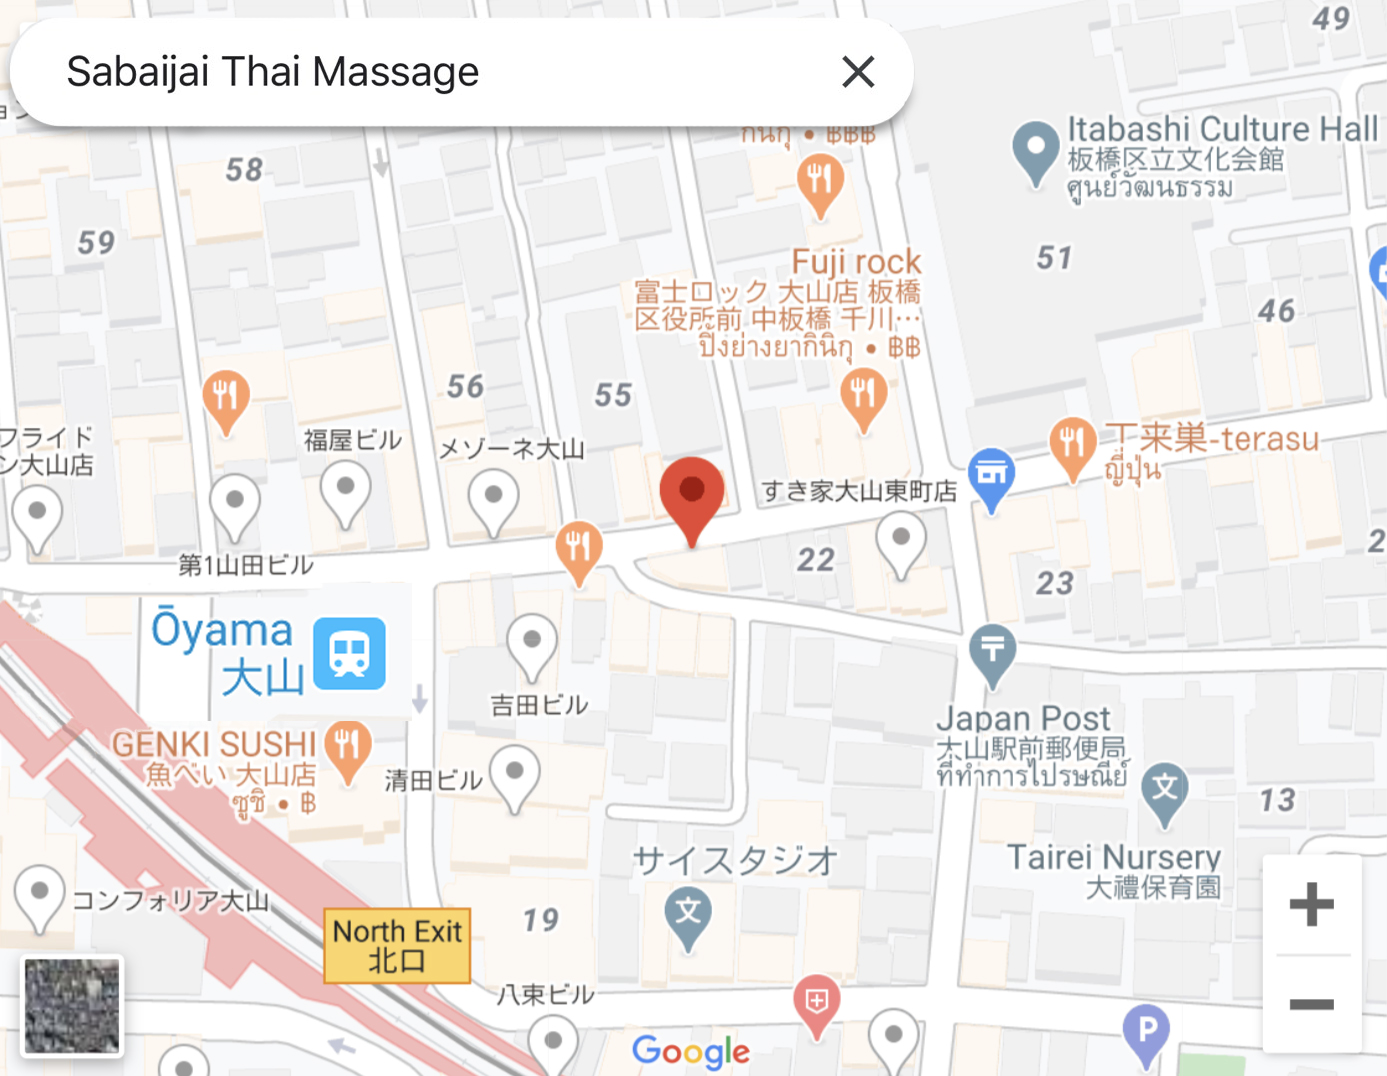 Sabaijai Thai Massage
49
กินิกุ • ฿฿฿
Itabashi Culture Hall
板橋区立文化会館
ศูนย์วัฒนธรรม
58
59
51
46
Fuji rock
富士ロック 大山店 板橋
区役所前 中板橋 千川…
ปิ้งย่างยากินิกุ • ฿฿
56
55
フライド
ン大山店
福屋ビル
メゾーネ大山
すき家大山東町店
丁来巣-terasu
ญี่ปุ่น
第1山田ビル
22
23
2
Ōyama
大山
吉田ビル
GENKI SUSHI
魚べい 大山店
ซูชิ • ฿
清田ビル
Japan Post
大山駅前郵便局
ที่ทำการไปรษณีย์
13
サイスタジオ
Tairei Nursery
大禮保育園
コンフォリア大山
North Exit
北口
19
八束ビル
Google
P